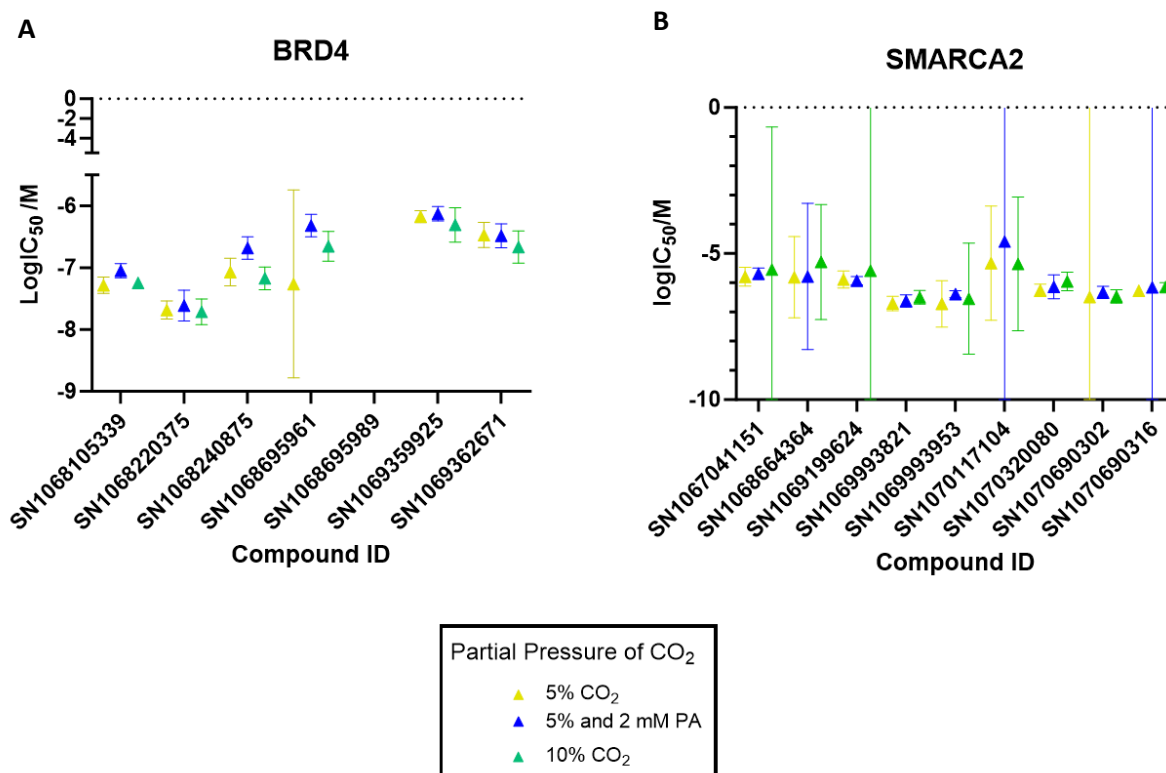 A
BRD4
0
-2
-4
-6
-7
-8
-9
LogIC50 /M
SN1068105339
SN1068220375
SN1068240875
SN1068695961
SN1068695989
SN1069359925
SN1069362671
Compound ID
B
SMARCA2
0
-5
-10
logIC50/M
SN1067041151
SN1068664364
SN1069199624
SN1069993821
SN1069993953
SN1070117104
SN1070320080
SN1070690302
SN1070690316
Compound ID
Partial Pressure of CO2
5% CO2
5% and 2 mM PA
10% CO2